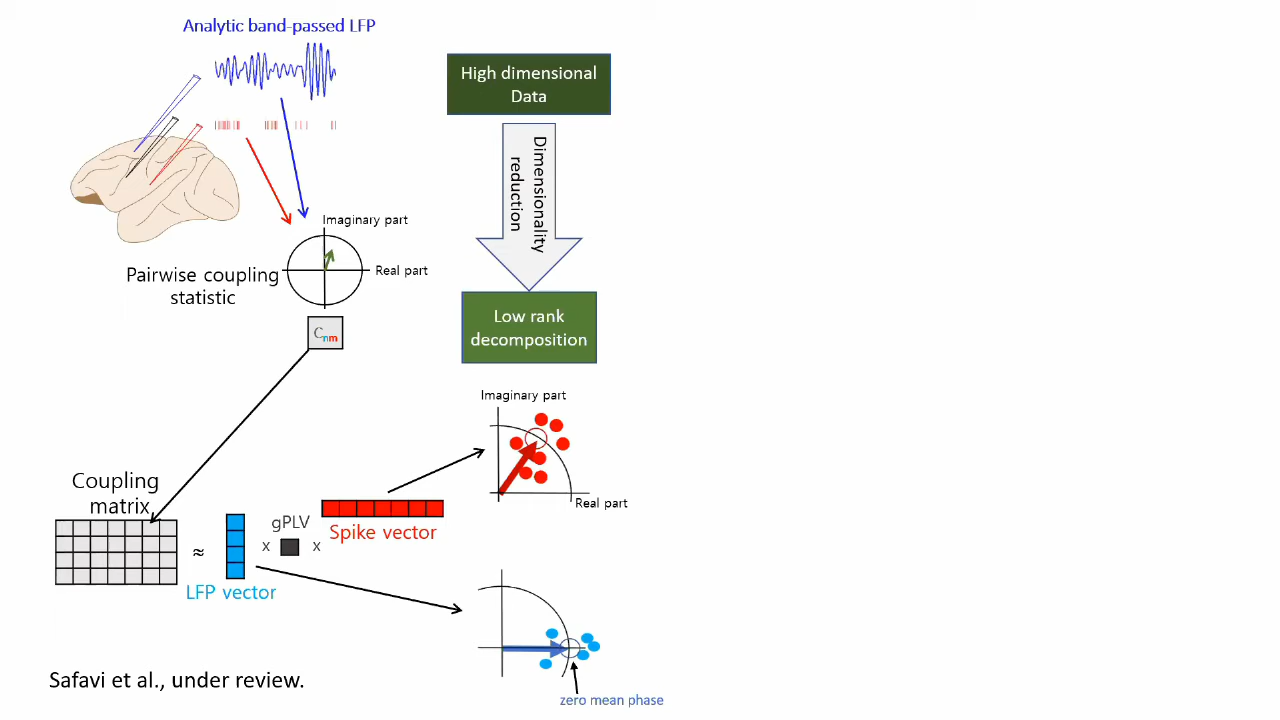 Analytic band-passed LFP
High dimensional
Data
Dimensionality
reduction
Imaginary part
Real part
Pairwise coupling
statistic
Cnm
Low rank
decomposition
Imaginary part
Real part
Coupling
matrix
≈
LFP vector
x
gPLV
x
Spike vector
zero mean phase
Safavi et al., under review.